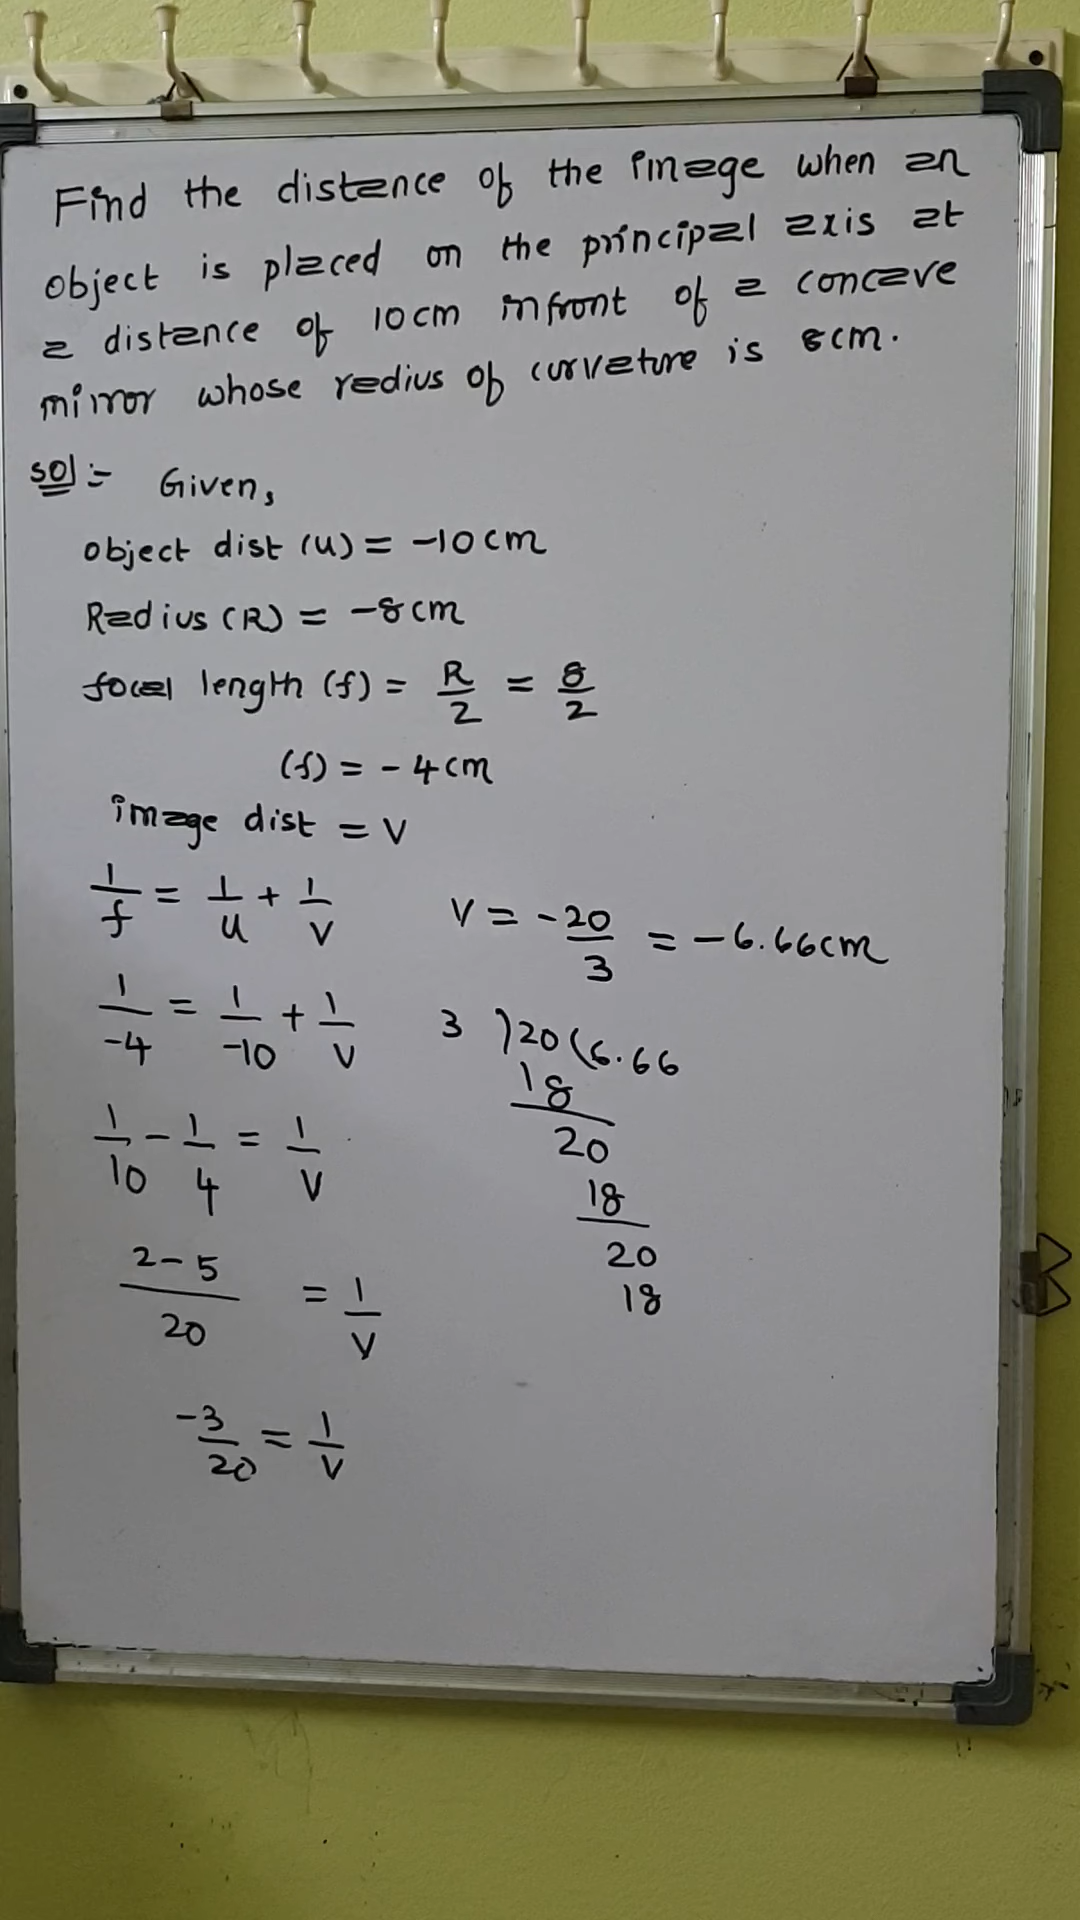 Find the distance of the image when an
object is placed on the principal axis at
a distance of 10cm infront of a concave
mirror whose radius of curvature is 8cm.
Sol:- Given,
object dist (u) = -10cm
Radius (R) = -8cm
focal length (f) = R/2 = 8/2
(f) = -4cm
image dist = v
1/f = 1/u + 1/v
1/-4 = 1/-10 + 1/v
1/10 - 1/4 = 1/v
2-5/20 = 1/v
-3/20 = 1/v
v = -20/3 = -6.66cm
3 )20(6.66
18
20
18
20
18